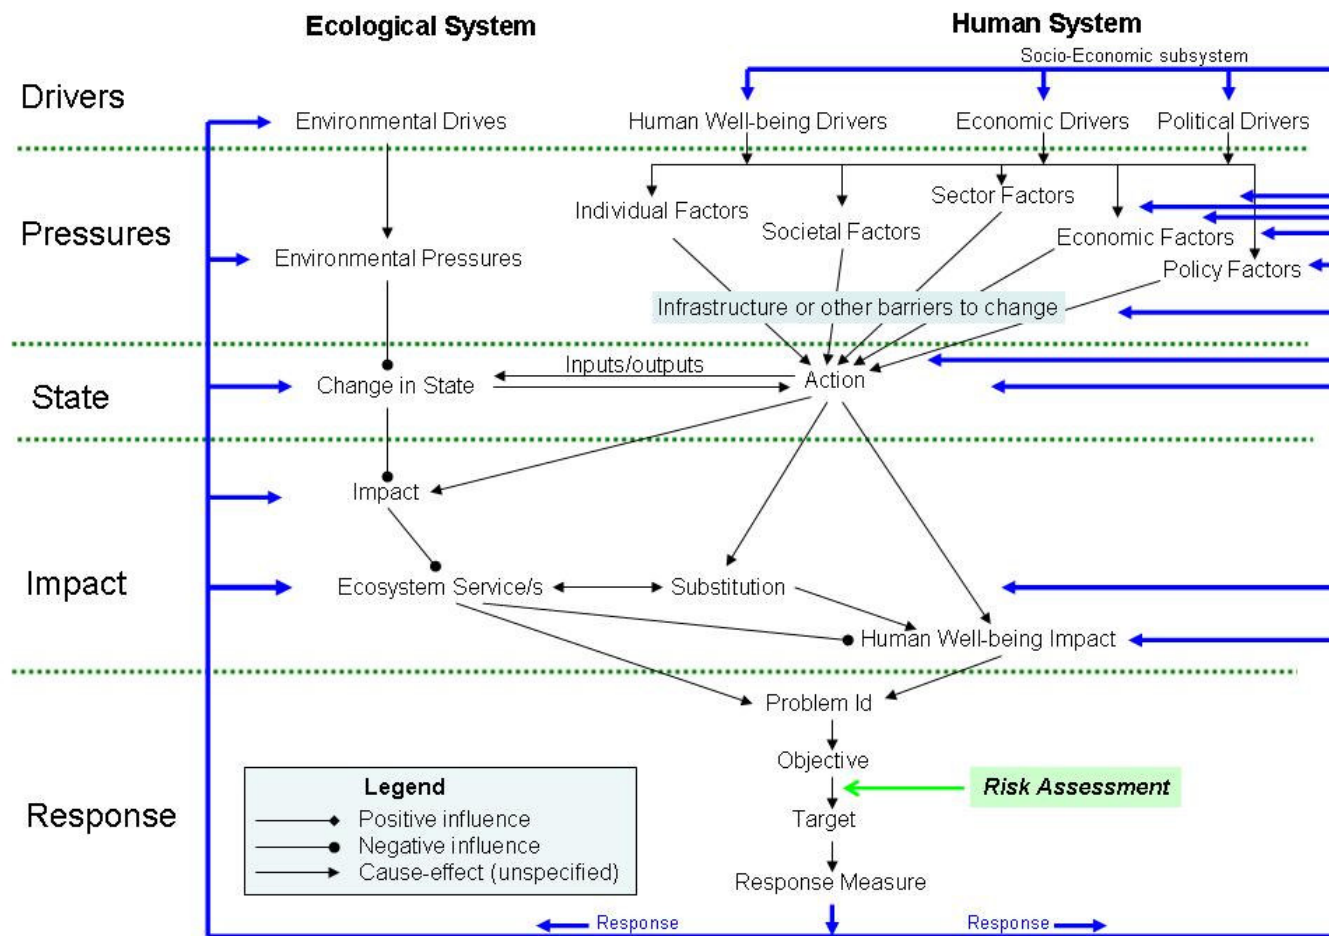 Ecological System
Human System
Socio-Economic subsystem
Drivers
Environmental Drives
Human Well-being Drivers
Economic Drivers
Political Drivers
Pressures
Individual Factors
Societal Factors
Sector Factors
Economic Factors
Policy Factors
Environmental Pressures
Infrastructure or other barriers to change
State
Change in State
Inputs/outputs
Action
Impact
Impact
Ecosystem Service/s
Substitution
Human Well-being Impact
Response
Problem Id
Objective
Risk Assessment
Target
Response Measure
Legend
Positive influence
Negative influence
Cause-effect (unspecified)
Response
Response